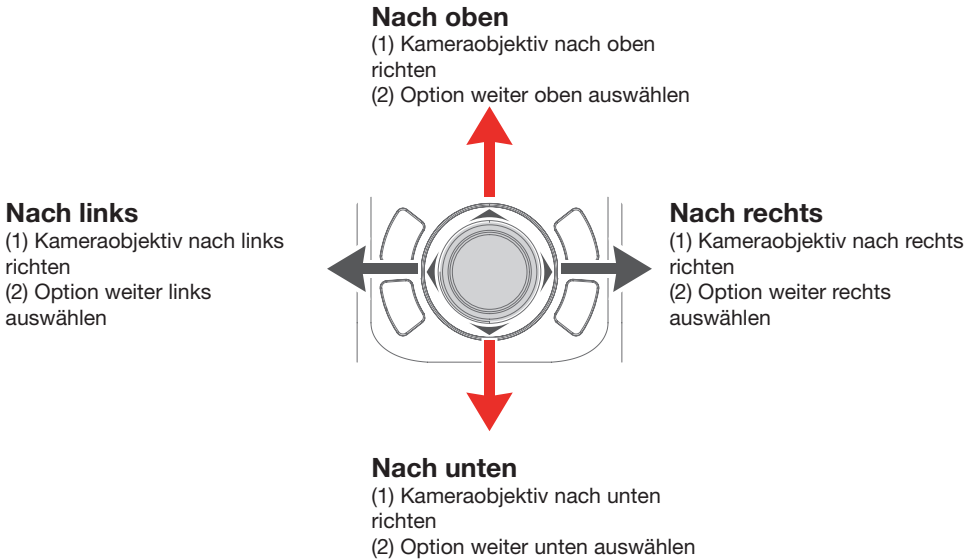 Nach oben
(1) Kameraobjektiv nach oben
richten
(2) Option weiter oben auswählen
Nach links
(1) Kameraobjektiv nach links
richten
(2) Option weiter links
auswählen
Nach rechts
(1) Kameraobjektiv nach rechts
richten
(2) Option weiter rechts
auswählen
Nach unten
(1) Kameraobjektiv nach unten
richten
(2) Option weiter unten auswählen